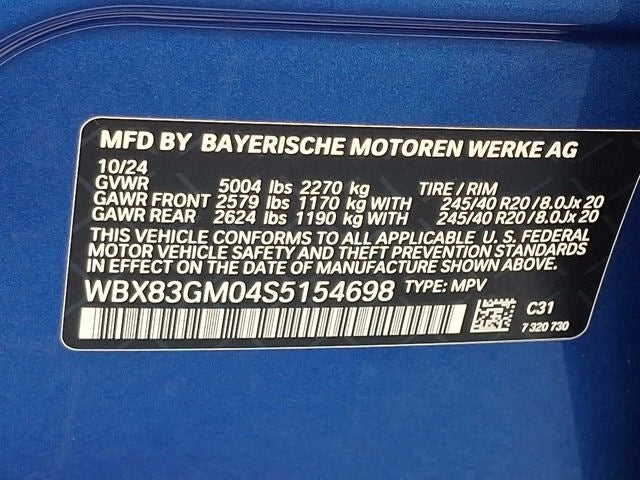 MFD BY BAYERISCHE MOTOREN WERKE AG
10/24
GVWR 5004 lbs 2270 kg TIRE / RIM
GAWR FRONT 2579 lbs 1170 kg WITH 245/40 R20 / 8.0Jx 20
GAWR REAR 2624 lbs 1190 kg WITH 245/40 R20 / 8.0Jx 20
THIS VEHICLE CONFORMS TO ALL APPLICABLE U. S. FEDERAL
MOTOR VEHICLE SAFETY AND THEFT PREVENTION STANDARDS
IN EFFECT ON THE DATE OF MANUFACTURE SHOWN ABOVE.
WBX83GM04S5154698 TYPE: MPV
C31
7 320 730